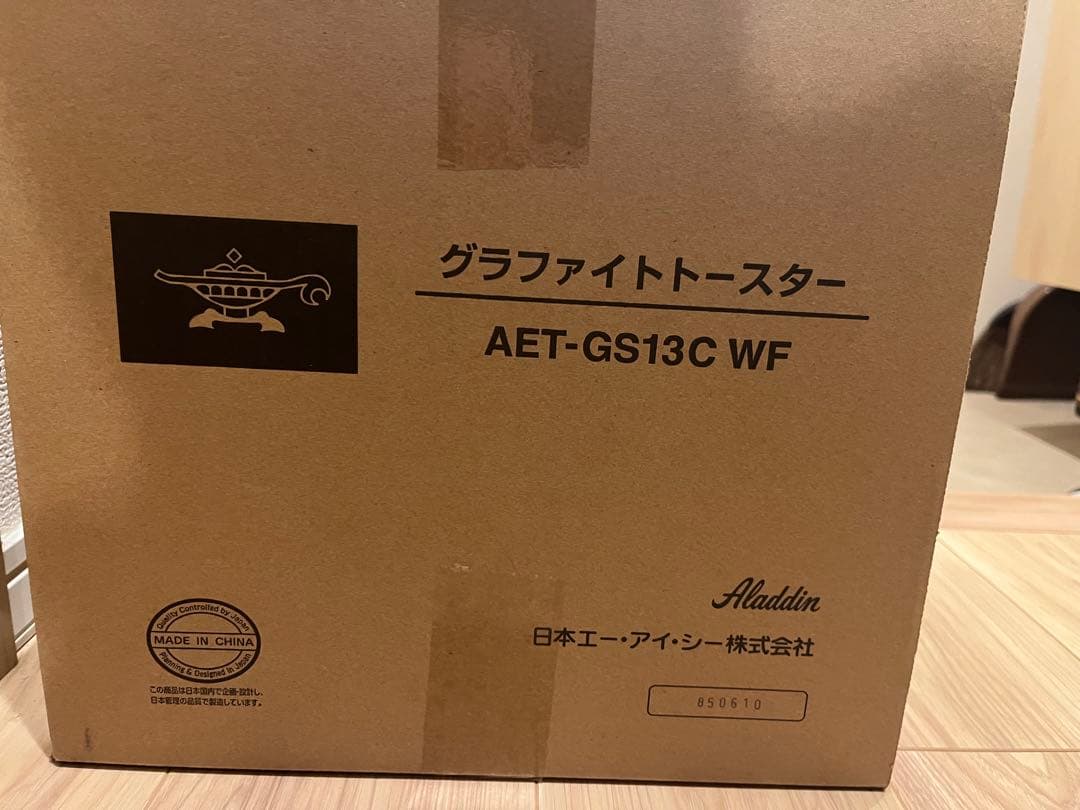 グラファイトトースター
AET-GS13C WF
Quality Controlled by Japan
MADE IN CHINA
Planning & Designed in Japan
この商品は日本国内で企画・設計し、
日本管理の品質で製造しています。
Aladdin
日本エー・アイ・シー株式会社
850610